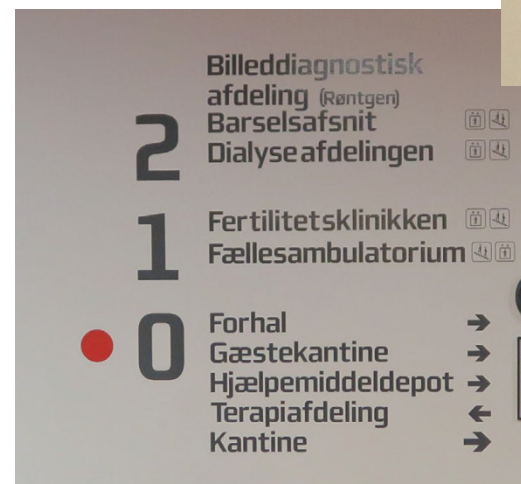 Billeddiagnostisk
afdeling (Røntgen)
2
Barselsafsnit
Dialyseafdelingen
1
Fertilitetsklinikken
Fællesambulatorium
0
Forhal →
Gæstekantine →
Hjælpemiddeldepot →
Terapiafdeling ←
Kantine →